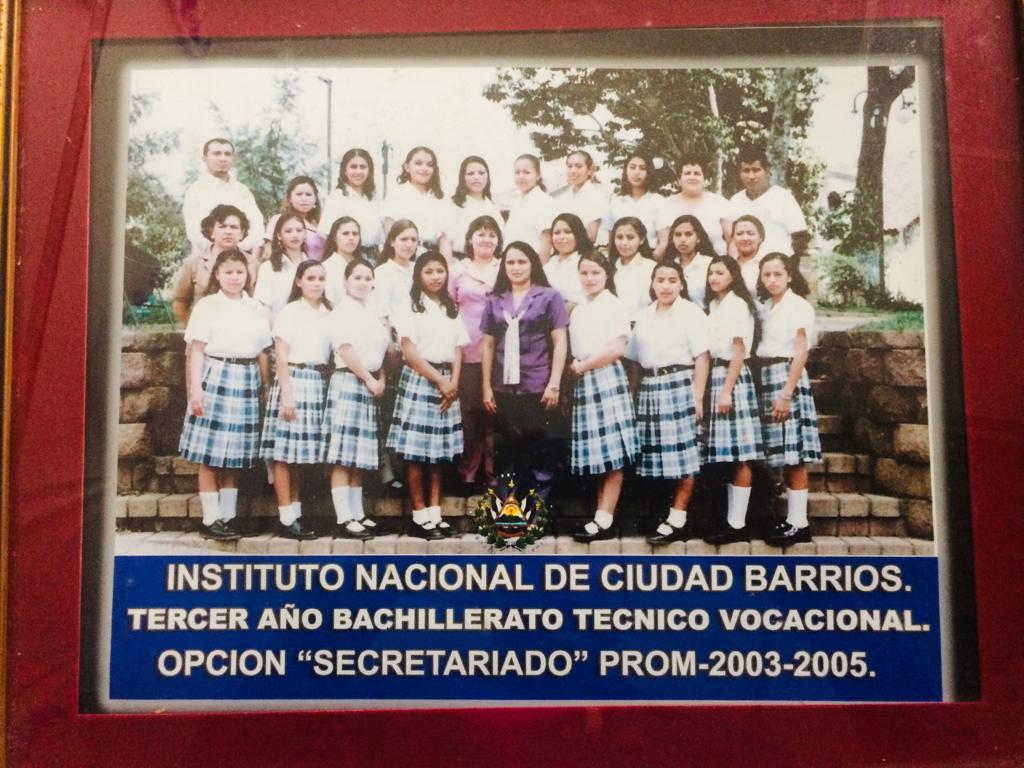 INSTITUTO NACIONAL DE CIUDAD BARRIOS.
TERCER AÑO BACHILLERATO TECNICO VOCACIONAL.
OPCION “SECRETARIADO” PROM-2003-2005.